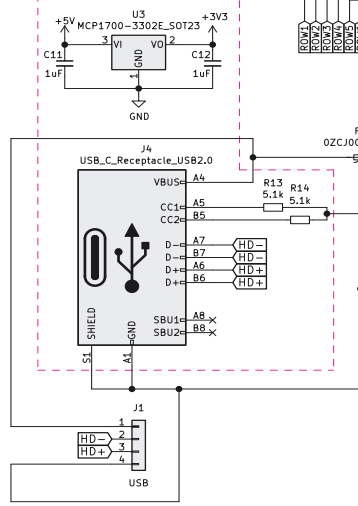 +5V
U3
MCP1700-3302E_SOT23
+3V3
3 VI
VO 2
GND
1
C11
1uF
C12
1uF
GND
ROW1
ROW2
ROW3
ROW4
ROW5
J4
USB_C_Receptacle_USB2.0
0ZCJ00
VBUS A4
R13
5.1k
R14
5.1k
CC1 A5
CC2 B5
D- A7 HD-
D- B7 HD-
D+ A6 HD+
D+ B6 HD+
SBU1 A8
SBU2 B8
SHIELD
GND
S1
A1
J1
1
HD- 2
HD+ 3
4
USB